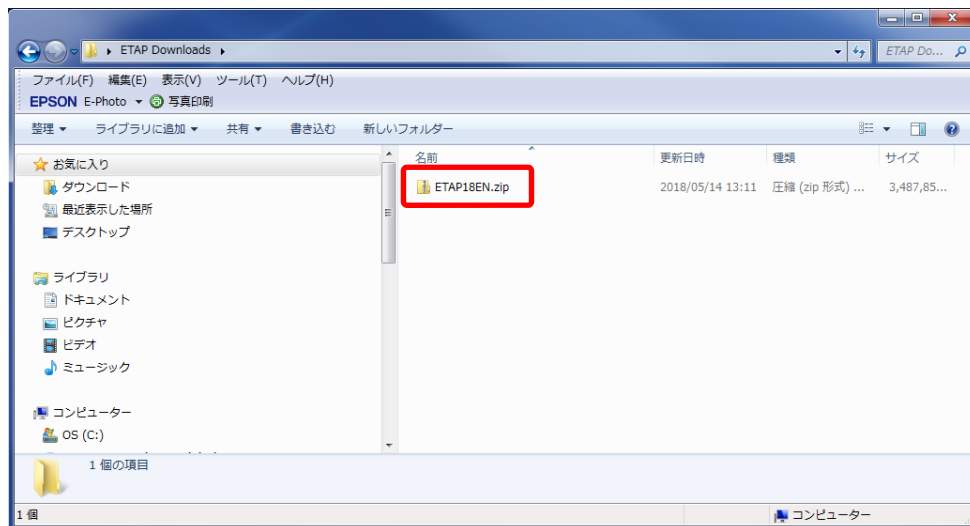 ETAP Downloads
ETAP Do...
ファイル(F) 編集(E) 表示(V) ツール(T) ヘルプ(H)
EPSON E-Photo 写真印刷
整理 ライブラリに追加 共有 書き込む 新しいフォルダー
お気に入り
ダウンロード
最近表示した場所
デスクトップ
ライブラリ
ドキュメント
ピクチャ
ビデオ
ミュージック
コンピューター
OS (C:)
名前 更新日時 種類 サイズ
ETAP18EN.zip 2018/05/14 13:11 圧縮 (zip 形式) ... 3,487,85...
1 個の項目
1 個 コンピューター